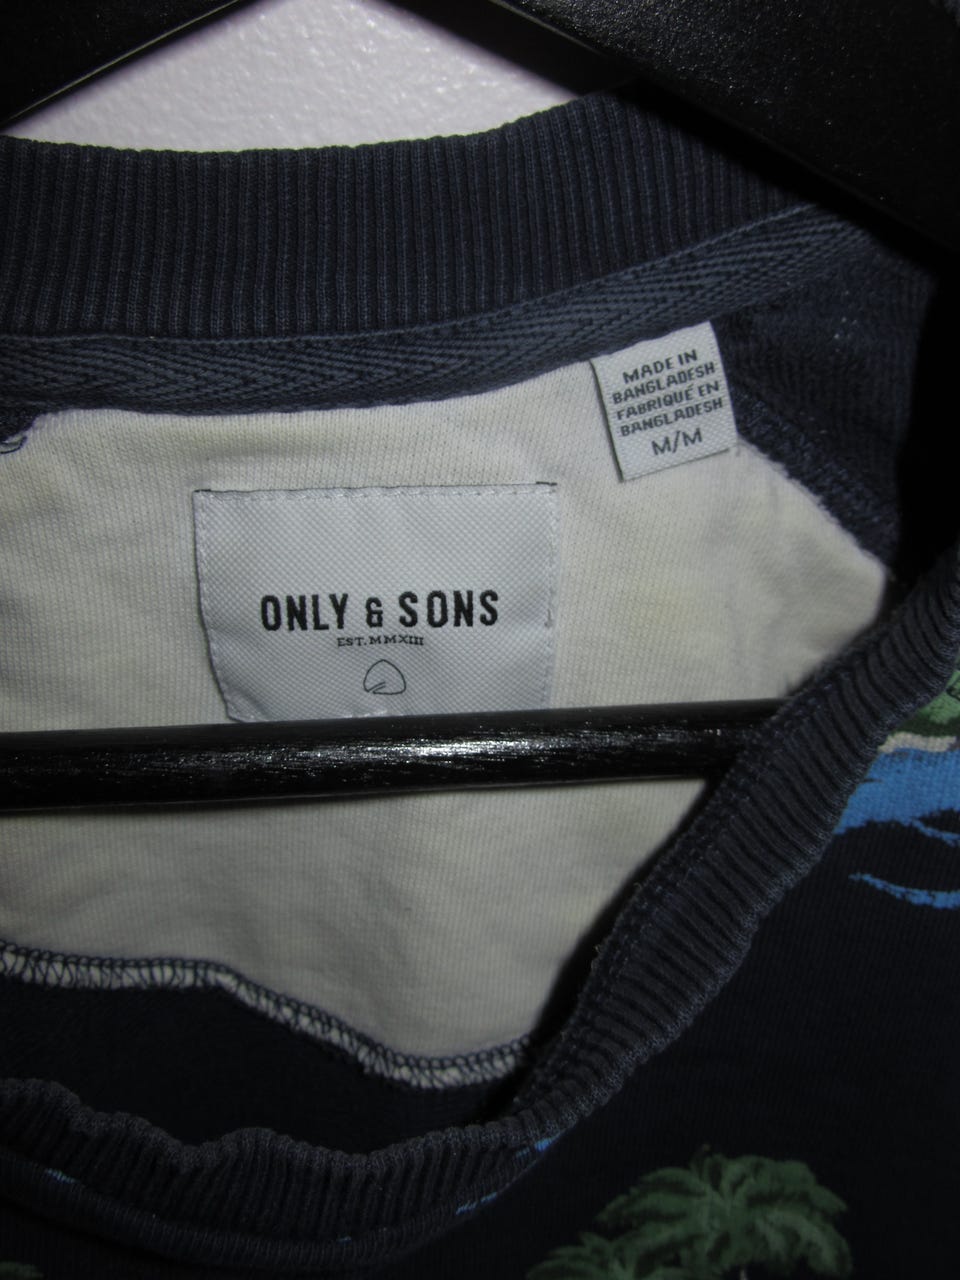 MADE IN
BANGLADESH
FABRIQUÉ EN
BANGLADESH
M/M
ONLY & SONS
EST. MMXIII